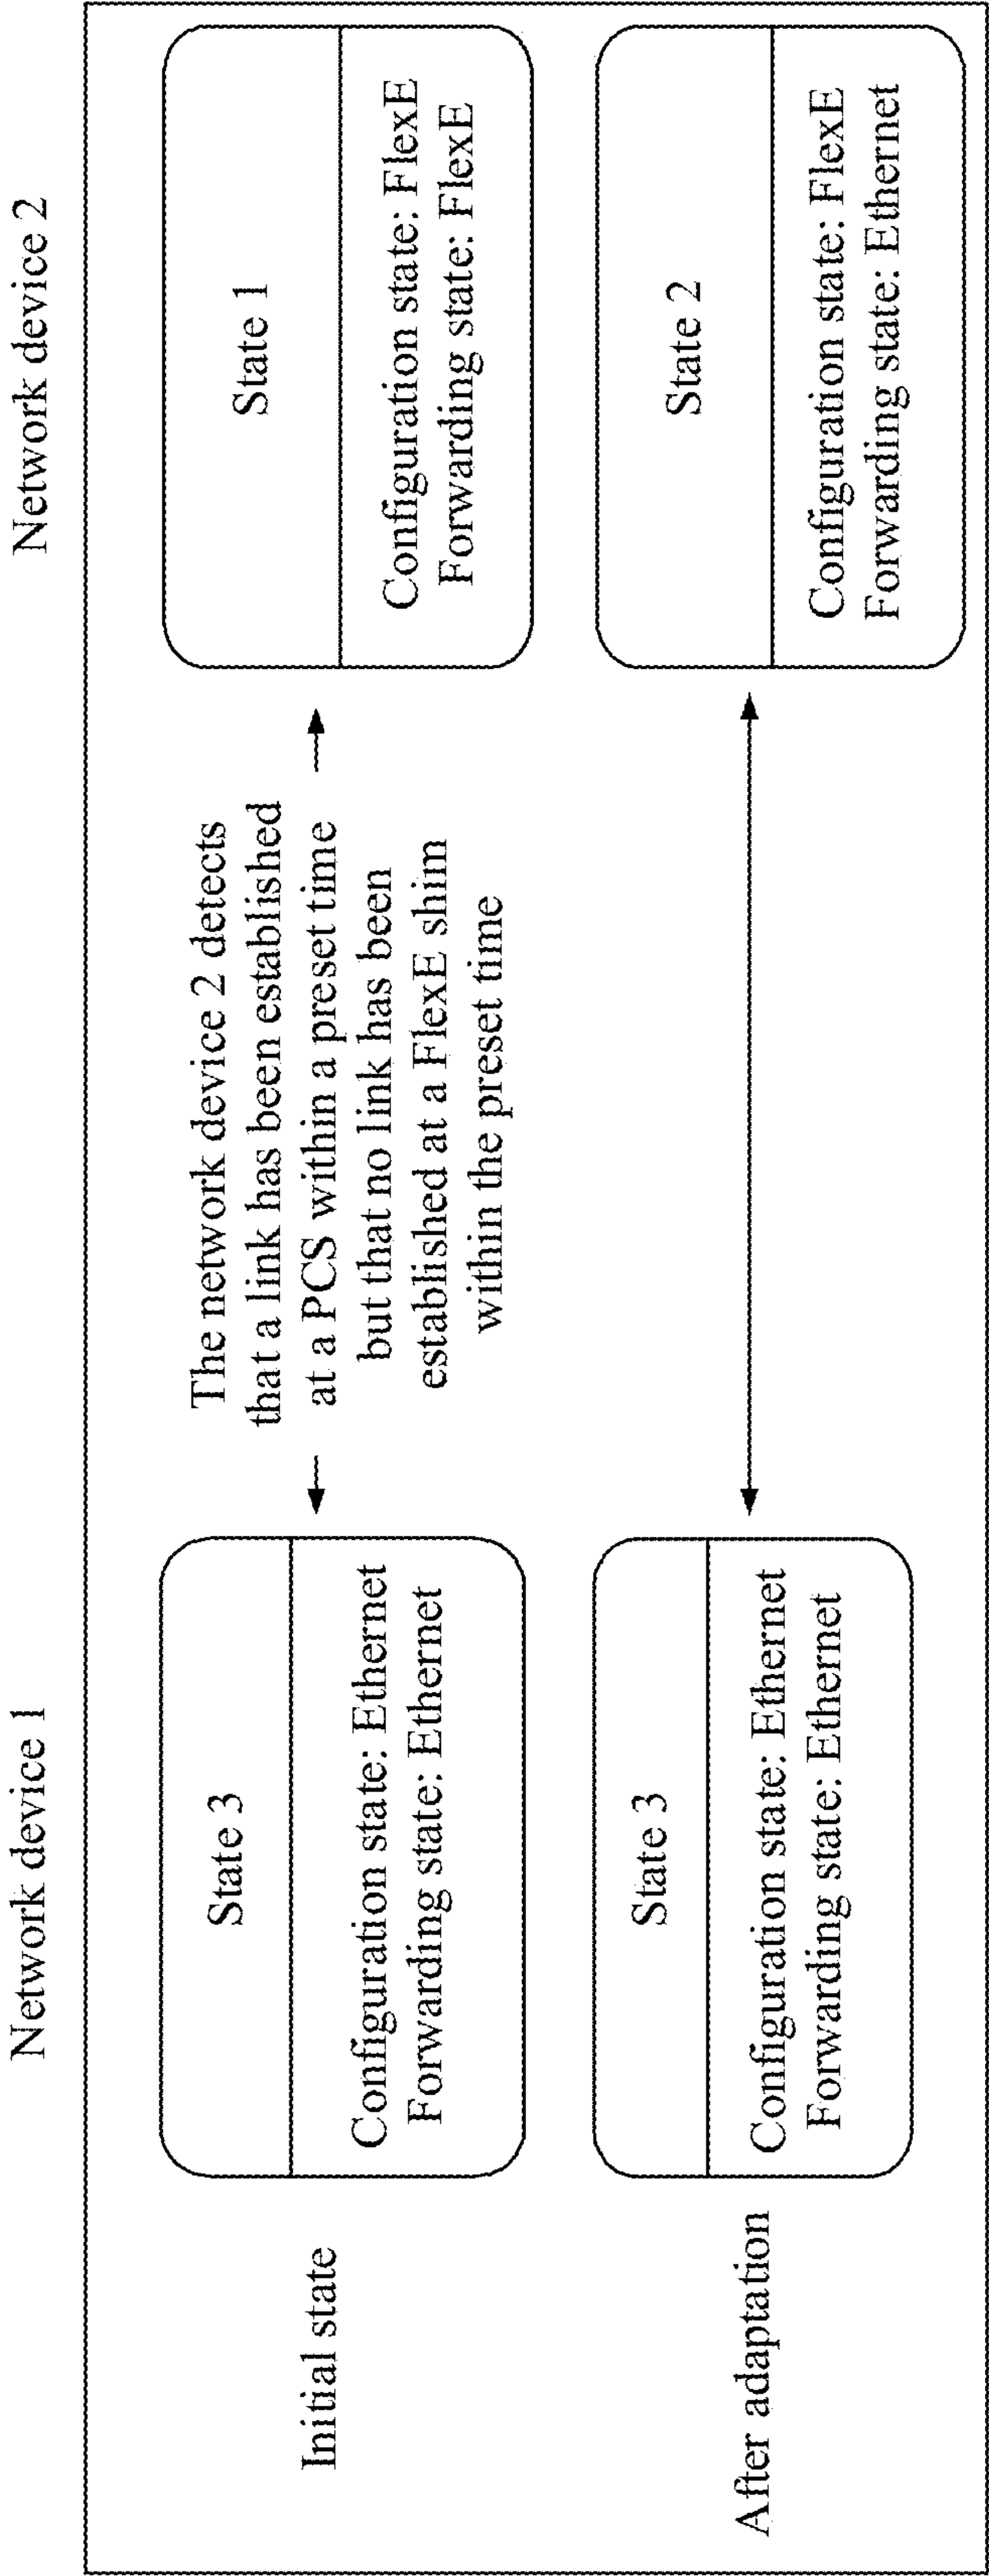 Network device 1
Network device 2
Initial state
State 3
Configuration state: Ethernet
Forwarding state: Ethernet
The network device 2 detects
that a link has been established
at a PCS within a preset time
but that no link has been
established at a FlexE shim
within the preset time
State 1
Configuration state: FlexE
Forwarding state: FlexE
After adaptation
State 3
Configuration state: Ethernet
Forwarding state: Ethernet
State 2
Configuration state: FlexE
Forwarding state: Ethernet